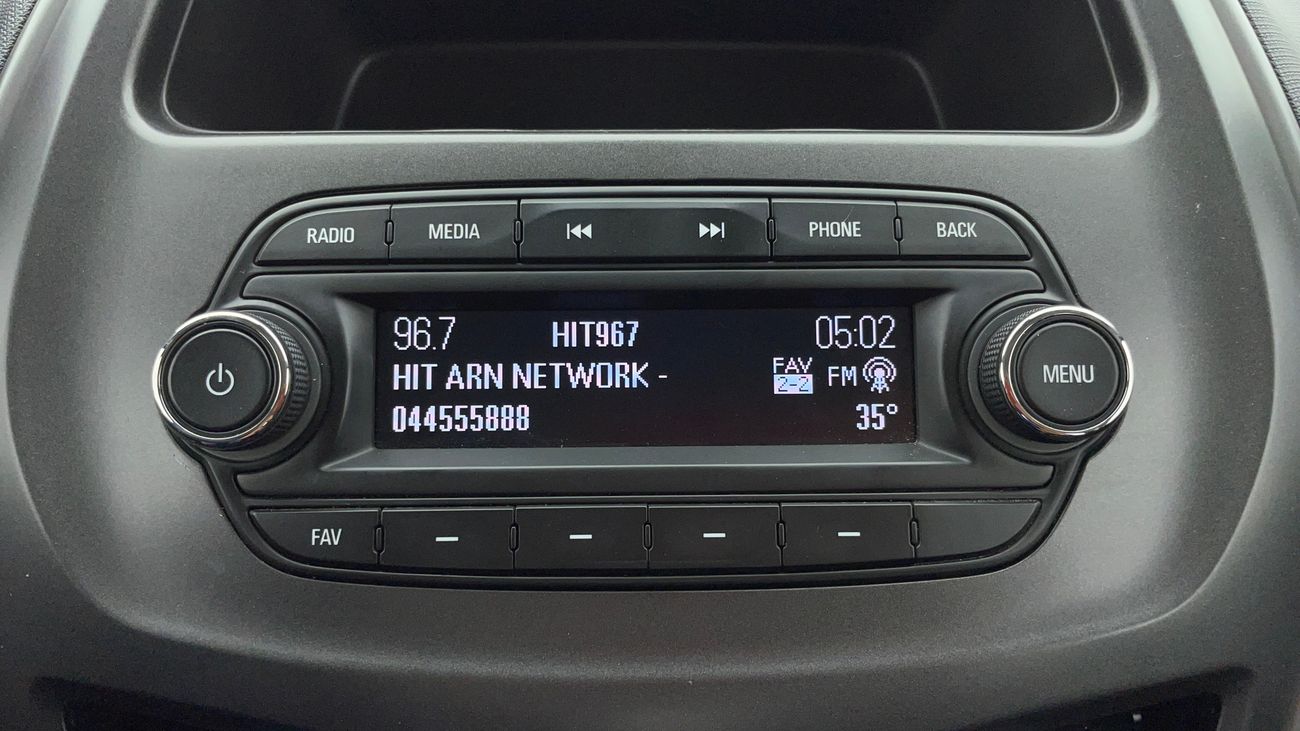 RADIO MEDIA PHONE BACK
96.7 HIT967 05:02
HIT ARN NETWORK - FAV 2-2 FM
044555888 35°
MENU
FAV